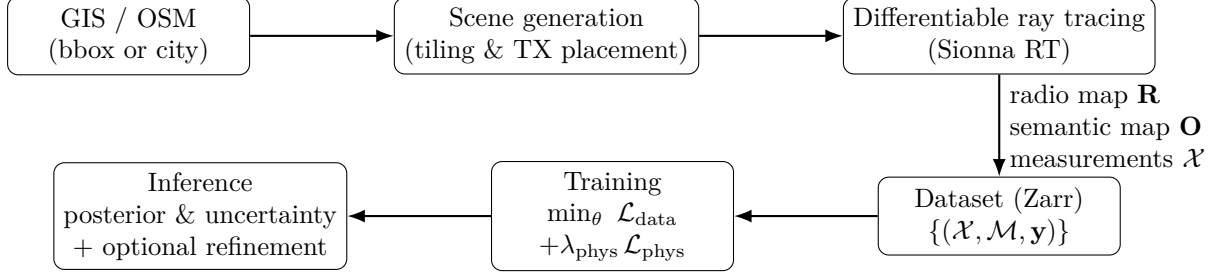 GIS / OSM
(bbox or city)
Scene generation
(tiling & TX placement)
Differentiable ray tracing
(Sionna RT)
radio map R
semantic map O
measurements 𝒳
Dataset (Zarr)
{(𝒳, ℳ, y)}
Training
min_θ ℒ_data
+λ_phys ℒ_phys
Inference
posterior & uncertainty
+ optional refinement